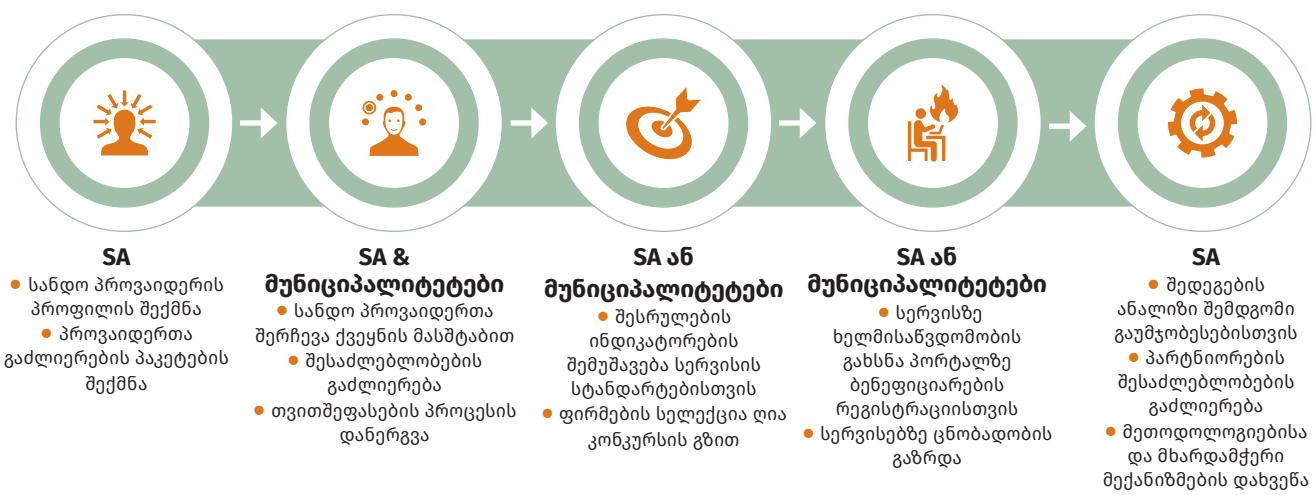 SA
● სანდო პროვაიდერის
პროფილის შექმნა
● პროვაიდერთა
გაძლიერების პაკეტების
შექმნა
SA &
მუნიციპალიტეტები
● სანდო პროვაიდერთა
შერჩევა ქვეყნის მასშტაბით
● შესაძლებლობების
გაძლიერება
● თვითშეფასების პროცესის
დანერგვა
SA ან
მუნიციპალიტეტები
● შესრულების
ინდიკატორების
შემუშავება სერვისის
სტანდარტებისთვის
● ფირმების სელექცია ღია
კონკურსის გზით
SA ან
მუნიციპალიტეტები
● სერვისზე
ხელმისაწვდომობის
გახსნა პორტალზე
ბენეფიციარების
რეგისტრაციისთვის
● სერვისებზე ცნობადობის
გაზრდა
SA
● შედეგების
ანალიზი შემდგომი
გაუმჯობესებისთვის
● პარტნიორების
შესაძლებლობების
გაძლიერება
● მეთოდოლოგიებისა
და მხარდამჭერი
მექანიზმების დახვეწა